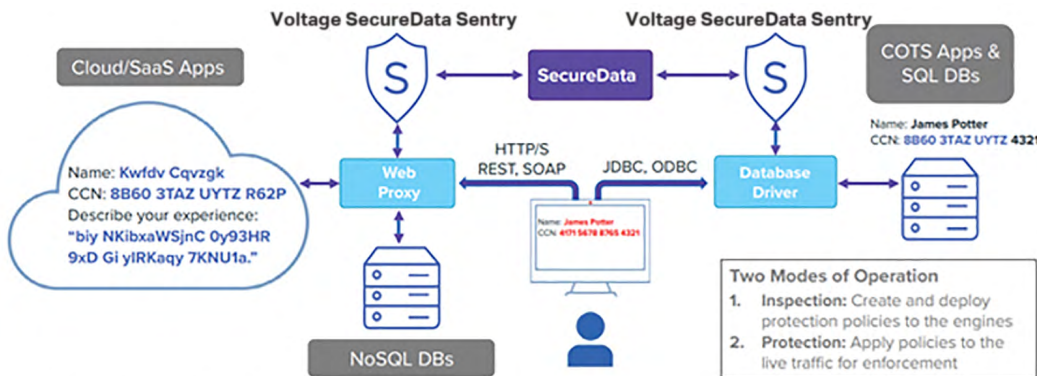 Voltage SecureData Sentry
Voltage SecureData Sentry
Cloud/SaaS Apps
S
SecureData
S
COTS Apps &
SQL DBs
Name: James Potter
CCN: 8B60 3TAZ UYTZ 4321
HTTP/S
REST, SOAP
JDBC, ODBC
Name: Kwfdv Cqvzgk
CCN: 8B60 3TAZ UYTZ R62P
Describe your experience:
"biy NKibxaWSjnC 0y93HR
9xD Gi yIRKaqy 7KNU1a."
Web
Proxy
Database
Driver
Name: James Potter
CCN: 4171 5678 8765 4321
NoSQL DBs
Two Modes of Operation
1. Inspection: Create and deploy
protection policies to the engines
2. Protection: Apply policies to the
live traffic for enforcement